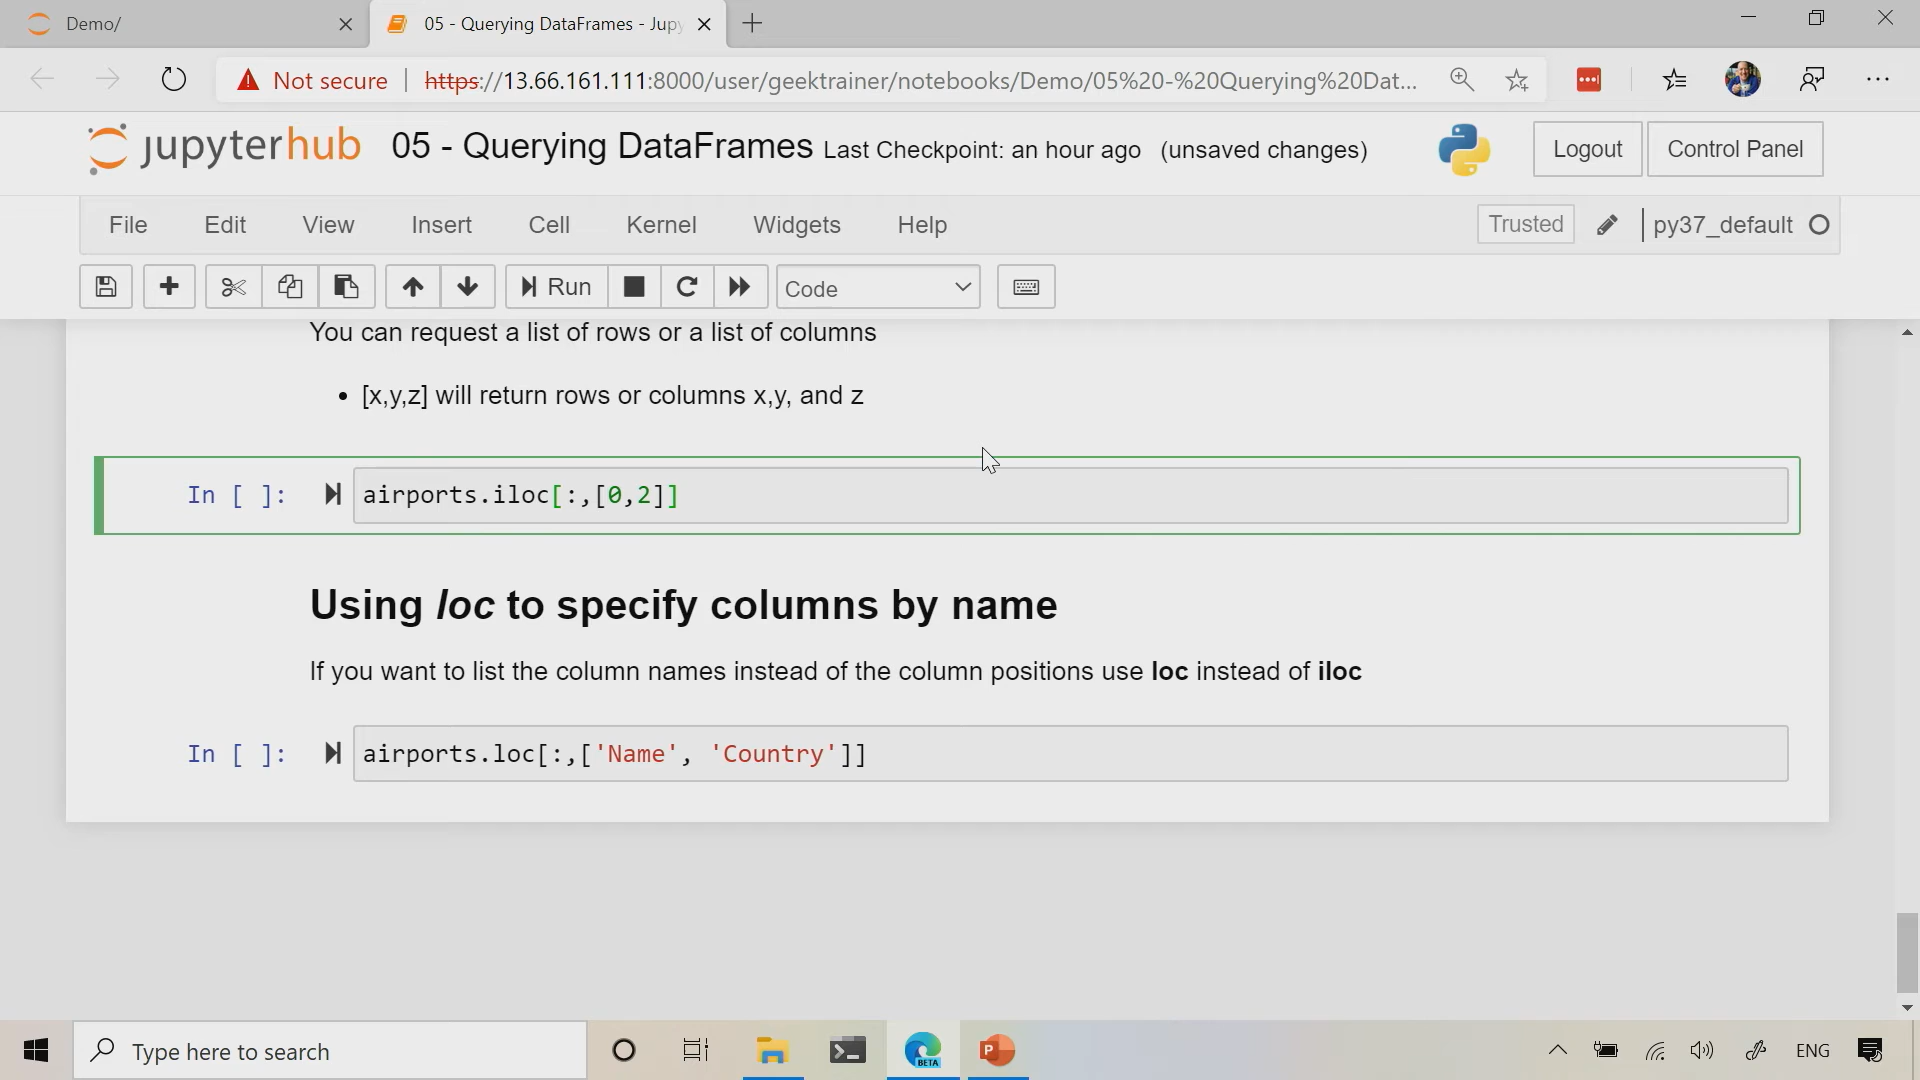 Demo/
05 - Querying DataFrames - Jupy
Not secure
https://13.66.161.111:8000/user/geektrainer/notebooks/Demo/05%20-%20Querying%20Dat...
jupyterhub
05 - Querying DataFrames Last Checkpoint: an hour ago (unsaved changes)
Logout
Control Panel
File Edit View Insert Cell Kernel Widgets Help
Trusted
py37_default
Run
Code
You can request a list of rows or a list of columns
• [x,y,z] will return rows or columns x,y, and z
In [ ]: airports.iloc[:,[0,2]]
Using loc to specify columns by name
If you want to list the column names instead of the column positions use loc instead of iloc
In [ ]: airports.loc[:,['Name', 'Country']]
Type here to search
BETA
P
ENG